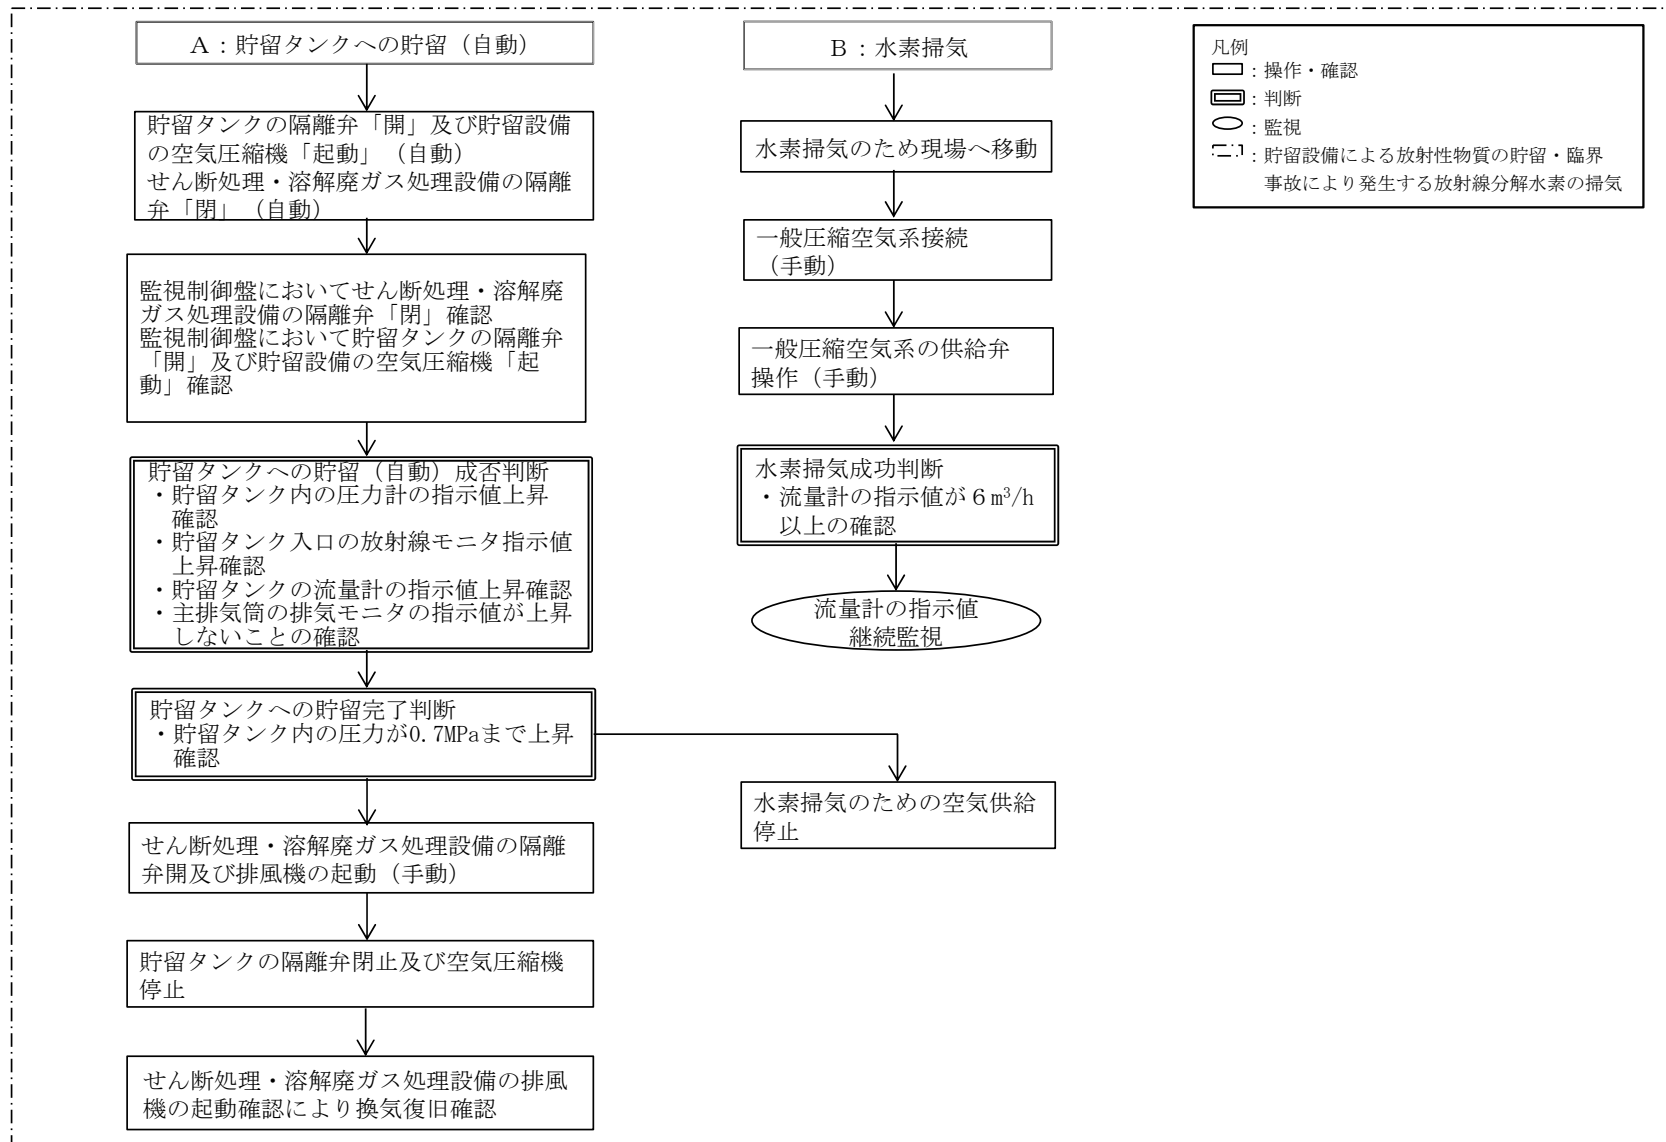 A：貯留タンクへの貯留（自動）
貯留タンクの隔離弁「開」及び貯留設備
の空気圧縮機「起動」（自動）
せん断処理・溶解廃ガス処理設備の隔離
弁「閉」（自動）
監視制御盤においてせん断処理・溶解廃
ガス処理設備の隔離弁「閉」確認
監視制御盤において貯留タンクの隔離弁
「開」及び貯留設備の空気圧縮機「起
動」確認
貯留タンクへの貯留（自動）成否判断
・貯留タンク内の圧力計の指示値上昇
確認
・貯留タンク入口の放射線モニタ指示値
上昇確認
・貯留タンクの流量計の指示値上昇確認
・主排気筒の排気モニタの指示値が上昇
しないことの確認
貯留タンクへの貯留完了判断
・貯留タンク内の圧力が0.7MPaまで上昇
確認
せん断処理・溶解廃ガス処理設備の隔離
弁開及び排風機の起動（手動）
貯留タンクの隔離弁閉止及び空気圧縮機
停止
せん断処理・溶解廃ガス処理設備の排風
機の起動確認により換気復旧確認
B：水素掃気
水素掃気のため現場へ移動
一般圧縮空気系接続
（手動）
一般圧縮空気系の供給弁
操作（手動）
水素掃気成功判断
・流量計の指示値が６m³/h
以上の確認
流量計の指示値
継続監視
水素掃気のための空気供給
停止
凡例
：操作・確認
：判断
：監視
：貯留設備による放射性物質の貯留・臨界
事故により発生する放射線分解水素の掃気